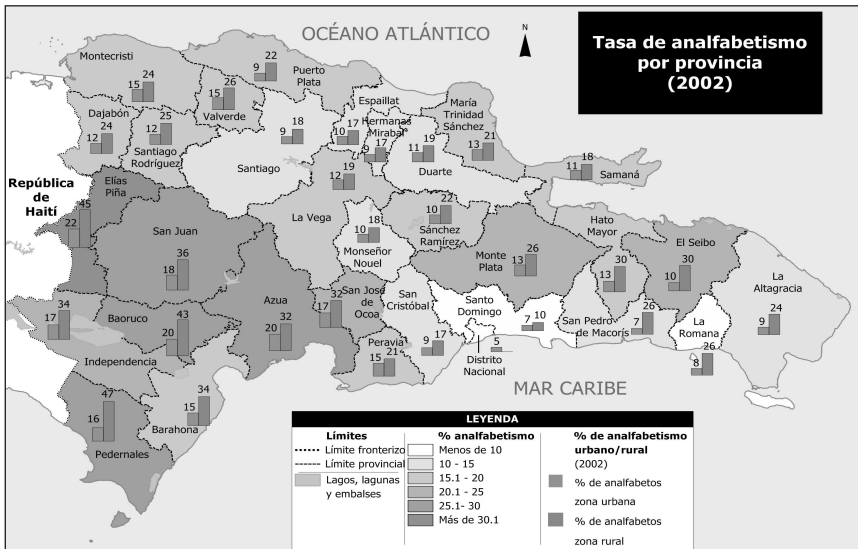 OCÉANO ATLÁNTICO
N
Tasa de analfabetismo
por provincia
(2002)
Montecristi
15 24
Puerto
Plata
9 22
Valverde
15 26
Dajabón
12 24
Santiago
Rodríguez
12 25
Santiago
9 18
Espaillat
10 17
Hermanas
Mirabal
9 17
María
Trinidad
Sánchez
13 21
Duarte
11 19
Samaná
11 18
República
de
Haití
Elías
Piña
22 45
San Juan
18 36
La Vega
12 19
Monseñor
Nouel
10 18
Sánchez
Ramírez
10 22
Monte
Plata
13 26
Hato
Mayor
13 30
El Seibo
10 30
La
Altagracia
9 24
Baoruco
20 43
Azua
20 32
San José
de
Ocoa
17 32
San
Cristóbal
9 17
Santo
Domingo
7 10
San Pedro
de Macorís
7 26
La
Romana
8 26
Independencia
17 34
Peravia
15 21
5
Distrito
Nacional
Pedernales
16 47
Barahona
15 34
MAR CARIBE
LEYENDA
Límites
Límite fronterizo
Límite provincial
Lagos, lagunas
y embalses
% analfabetismo
Menos de 10
10 - 15
15.1 - 20
20.1 - 25
25.1- 30
Más de 30.1
% de analfabetismo
urbano/rural
(2002)
% de analfabetos
zona urbana
% de analfabetos
zona rural